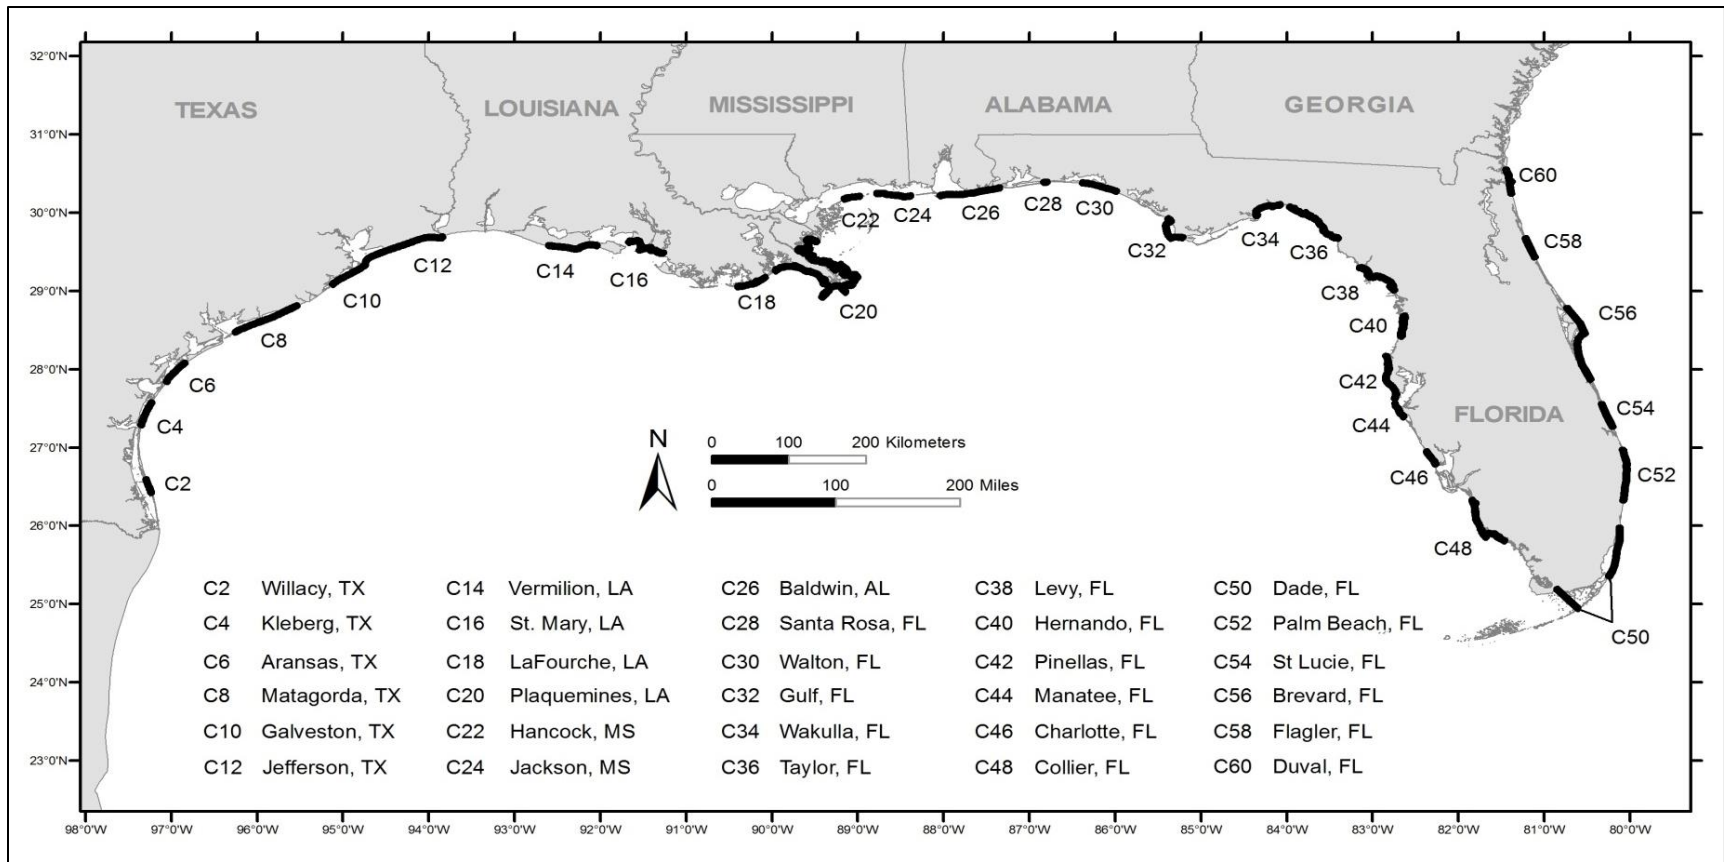 32°0'N
31°0'N
30°0'N
29°0'N
28°0'N
27°0'N
26°0'N
25°0'N
24°0'N
23°0'N
TEXAS
LOUISIANA
MISSISSIPPI
ALABAMA
GEORGIA
FLORIDA
C60
C58
C56
C54
C52
C50
C48
C46
C44
C42
C40
C38
C36
C34
C32
C30
C28
C26
C24
C22
C20
C18
C16
C14
C12
C10
C8
C6
C4
C2
N
0 100 200 Kilometers
0 100 200 Miles
C2 Willacy, TX
C4 Kleberg, TX
C6 Aransas, TX
C8 Matagorda, TX
C10 Galveston, TX
C12 Jefferson, TX
C14 Vermilion, LA
C16 St. Mary, LA
C18 LaFourche, LA
C20 Plaquemines, LA
C22 Hancock, MS
C24 Jackson, MS
C26 Baldwin, AL
C28 Santa Rosa, FL
C30 Walton, FL
C32 Gulf, FL
C34 Wakulla, FL
C36 Taylor, FL
C38 Levy, FL
C40 Hernando, FL
C42 Pinellas, FL
C44 Manatee, FL
C46 Charlotte, FL
C48 Collier, FL
C50 Dade, FL
C52 Palm Beach, FL
C54 St Lucie, FL
C56 Brevard, FL
C58 Flagler, FL
C60 Duval, FL
98°0'W 97°0'W 96°0'W 95°0'W 94°0'W 93°0'W 92°0'W 91°0'W 90°0'W 89°0'W 88°0'W 87°0'W 86°0'W 85°0'W 84°0'W 83°0'W 82°0'W 81°0'W 80°0'W